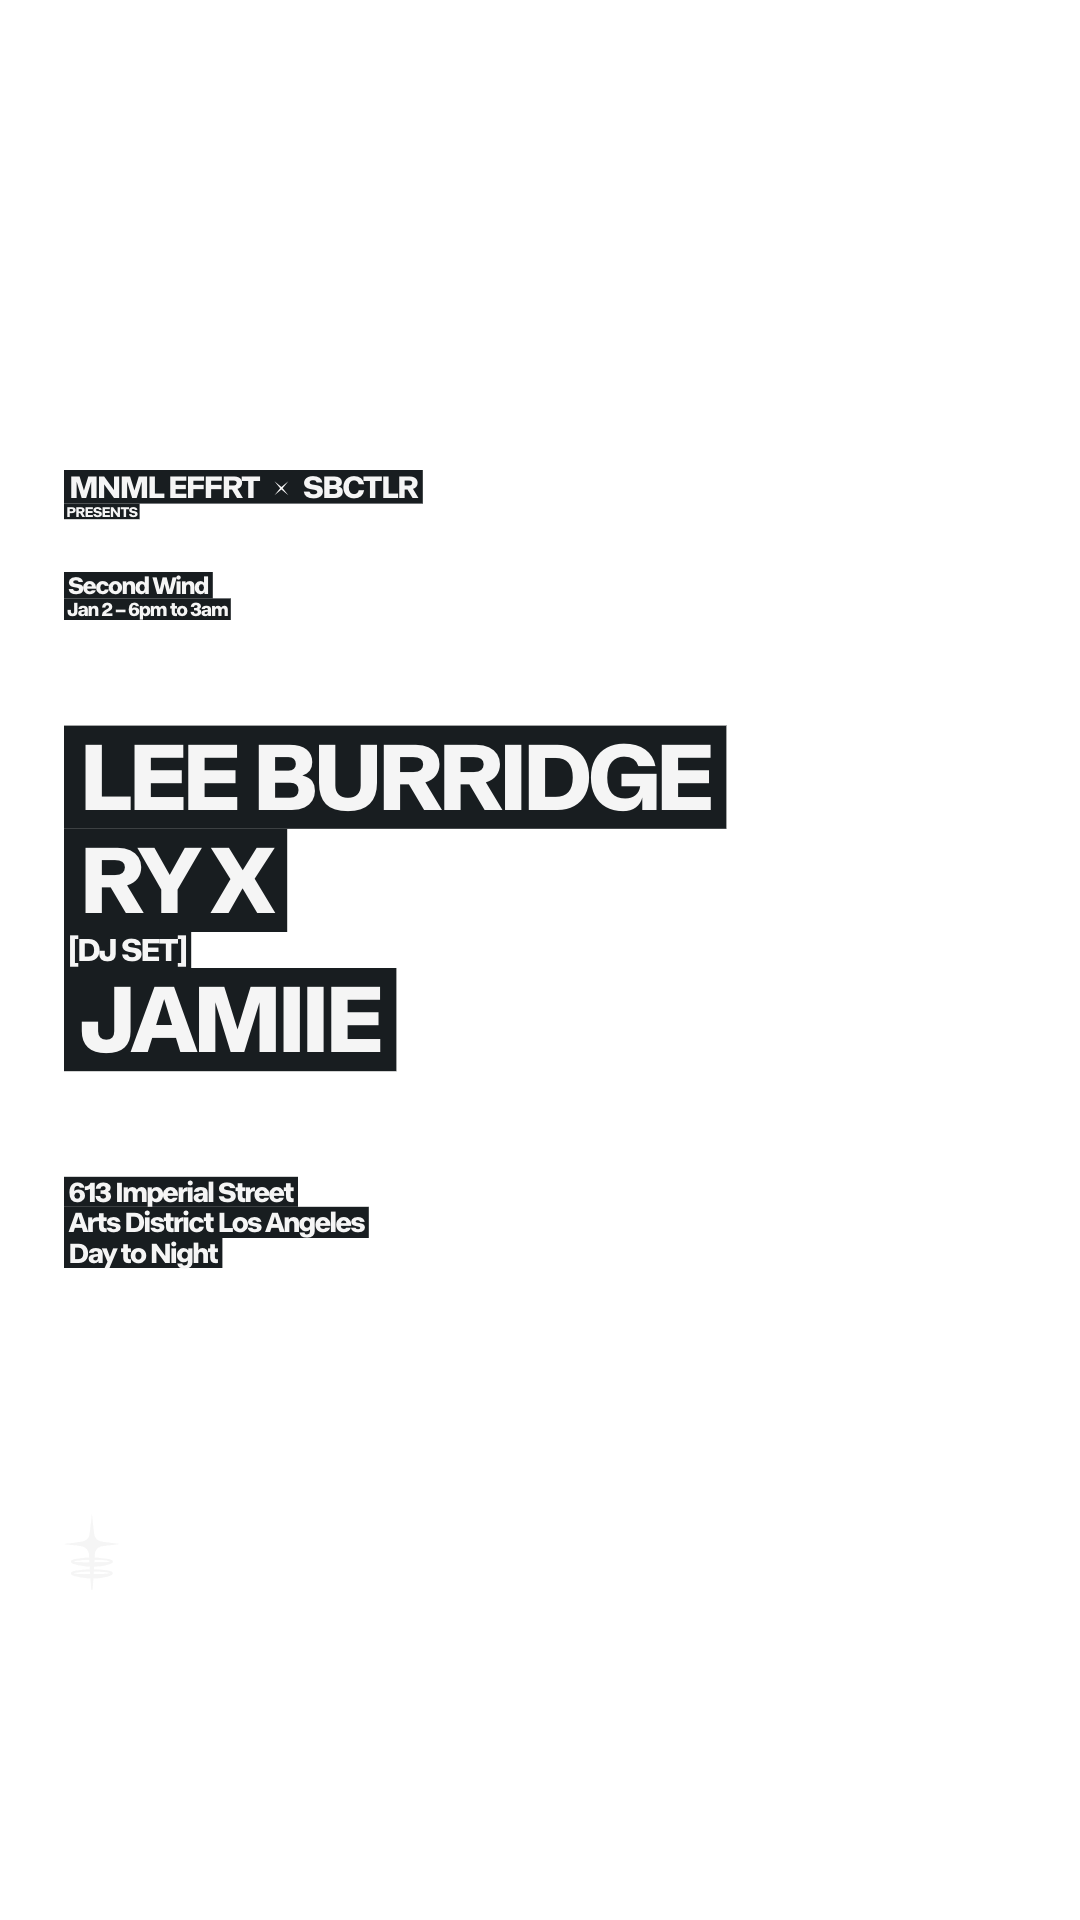 MNML EFFRT × SBCTLR
PRESENTS
Second Wind
Jan 2 – 6pm to 3am
LEE BURRIDGE
RY X
[DJ SET]
JAMIIE
613 Imperial Street
Arts District Los Angeles
Day to Night